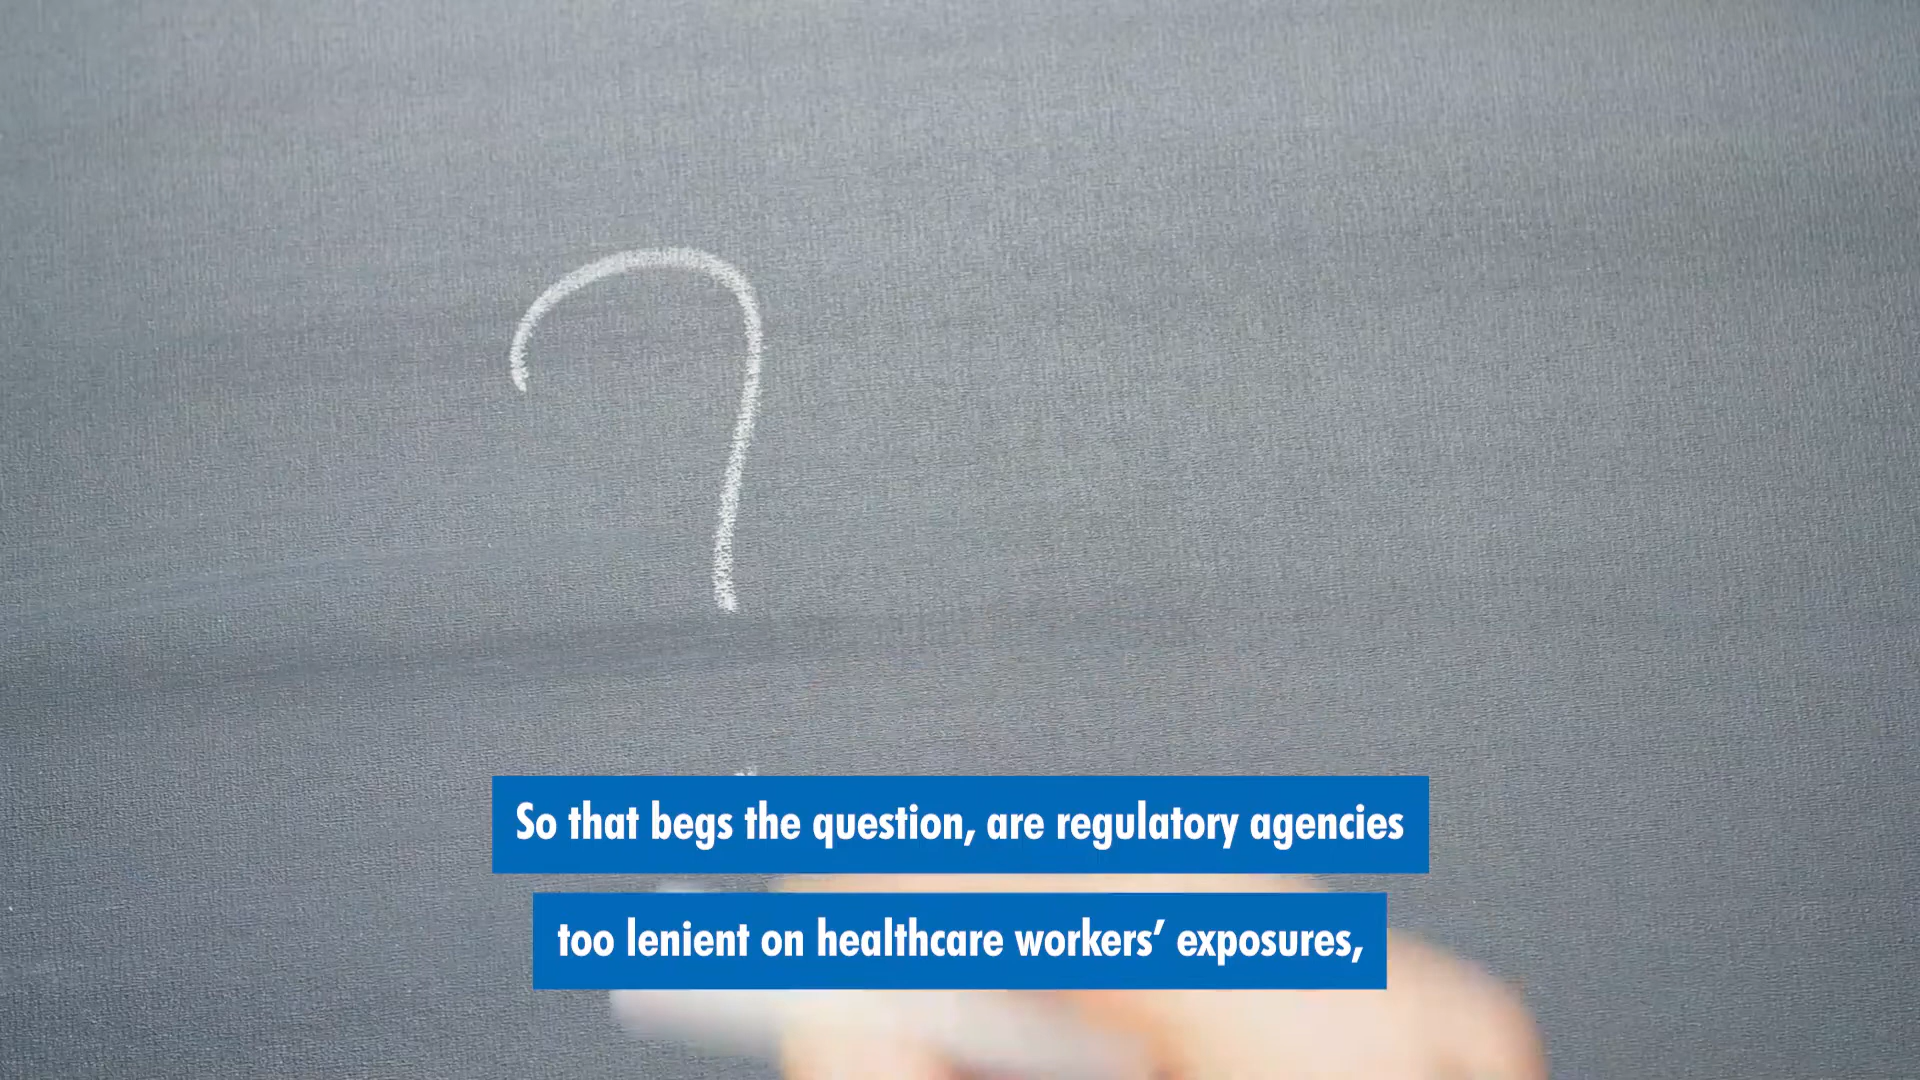 ?
So that begs the question, are regulatory agencies
too lenient on healthcare workers’ exposures,